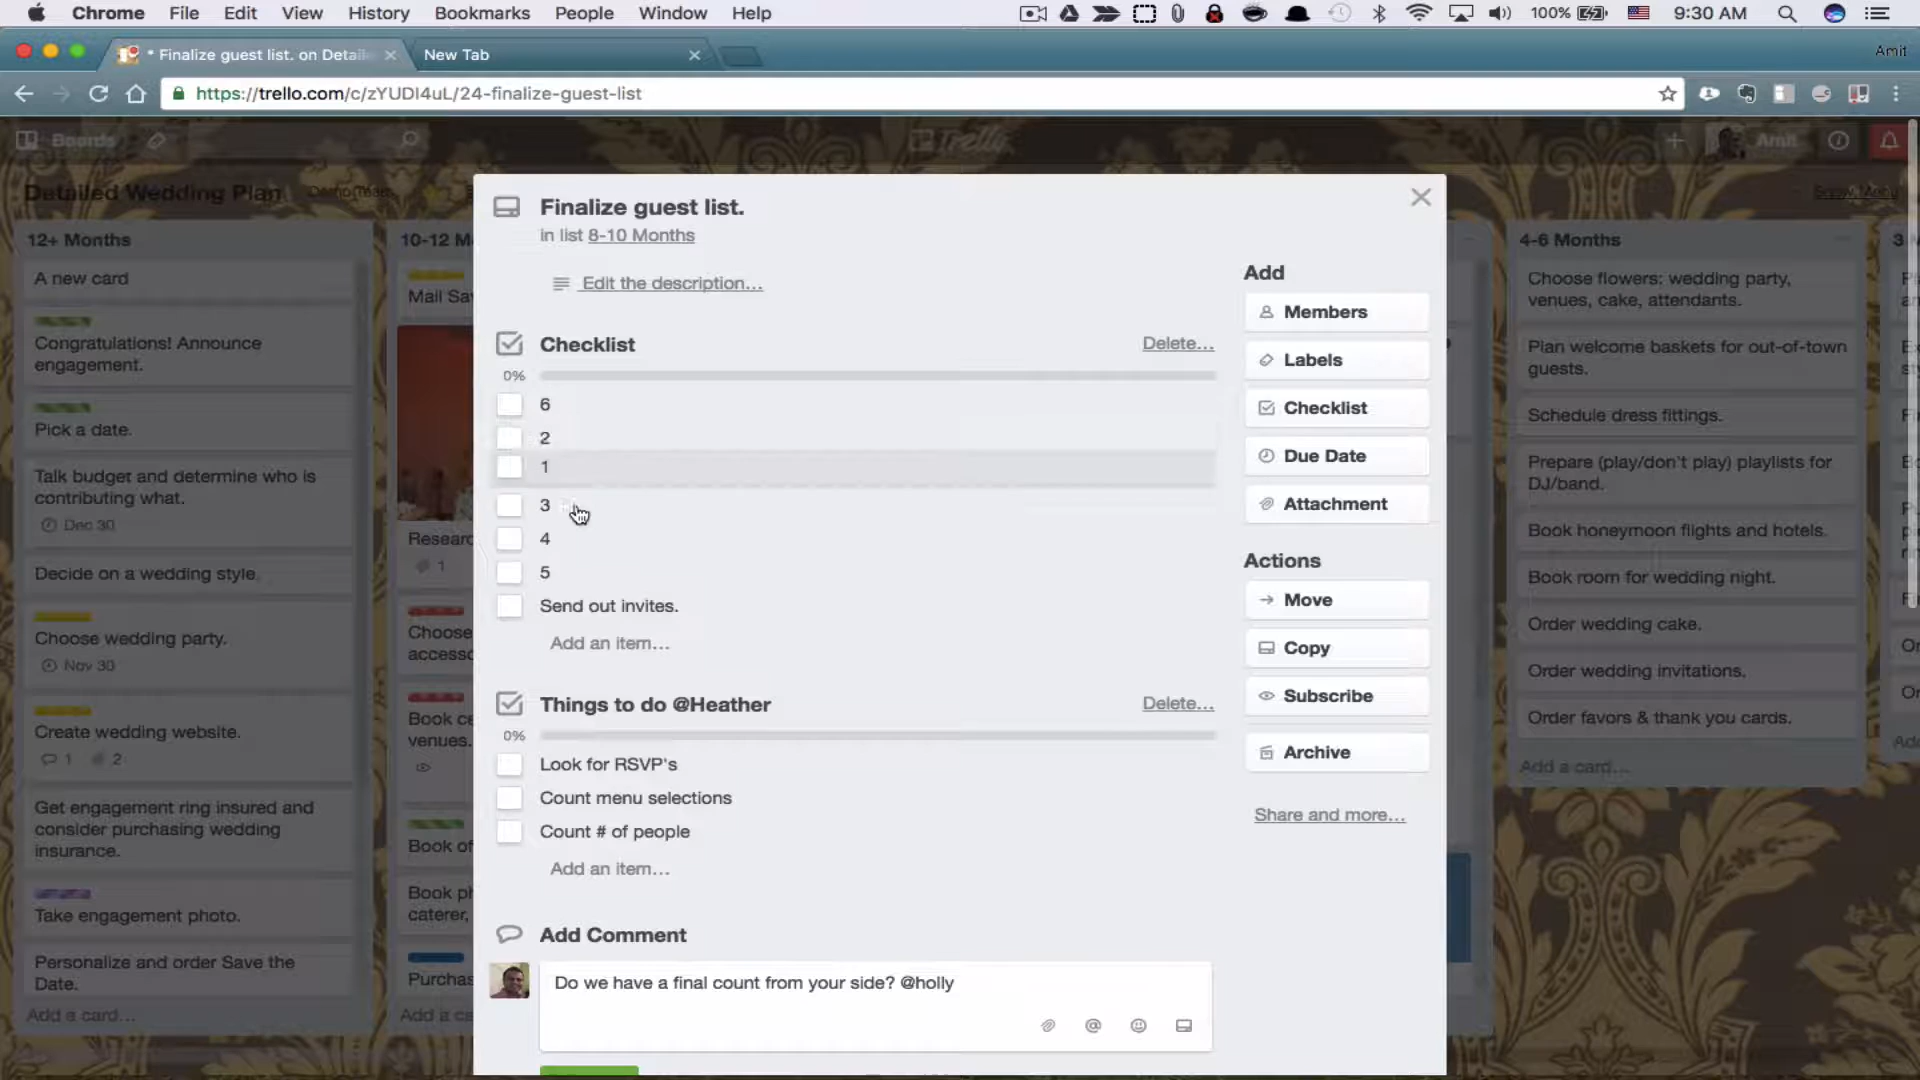 Chrome File Edit View History Bookmarks People Window Help 100% 9:30 AM
* Finalize guest list. on Detaile
New Tab
Amit
https://trello.com/c/zYUDI4uL/24-finalize-guest-list
Boards
Trello
Amit
Detailed Wedding Plan
Demo Team
Show Menu
12+ Months
A new card
Congratulations! Announce
engagement.
Pick a date.
Talk budget and determine who is
contributing what.
Dec 30
Decide on a wedding style.
Choose wedding party.
Nov 30
Create wedding website.
1 2
Get engagement ring insured and
consider purchasing wedding
insurance.
Take engagement photo.
Personalize and order Save the
Date.
Add a card...
10-12 M
Mail Sa
Researc
1
Choose
accesso
Book ce
venues.
Book of
Book ph
caterer,
Purchas
Add a ca
Finalize guest list.
in list 8-10 Months
Edit the description...
Checklist
Delete...
0%
6
2
1
3
4
5
Send out invites.
Add an item...
Things to do @Heather
Delete...
0%
Look for RSVP's
Count menu selections
Count # of people
Add an item...
Add Comment
Do we have a final count from your side? @holly
Add
Members
Labels
Checklist
Due Date
Attachment
Actions
Move
Copy
Subscribe
Archive
Share and more...
4-6 Months
Choose flowers: wedding party,
venues, cake, attendants.
Plan welcome baskets for out-of-town
guests.
Schedule dress fittings.
Prepare (play/don't play) playlists for
DJ/band.
Book honeymoon flights and hotels.
Book room for wedding night.
Order wedding cake.
Order wedding invitations.
Order favors & thank you cards.
Add a card...
3